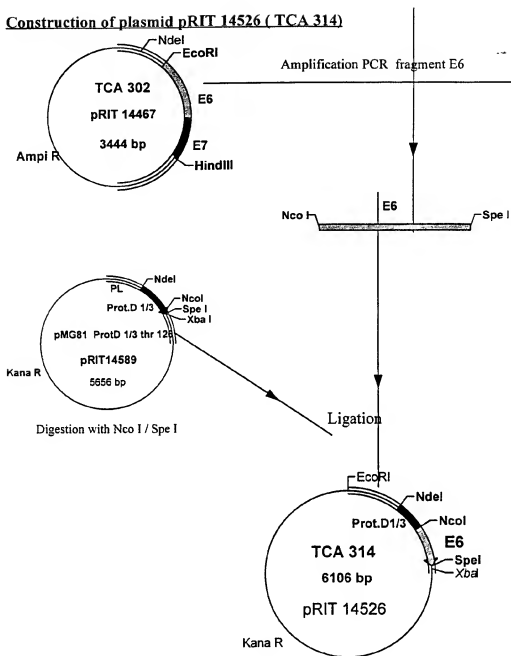 Construction of plasmid pRIT 14526 ( TCA 314)
NdeI
EcoRI
TCA 302
pRIT 14467
3444 bp
E6
E7
HindIII
Ampi R
Amplification PCR fragment E6
E6
Nco I
Spe I
NdeI
PL
Prot.D 1/3
NcoI
Spe I
Xba I
pMG81 ProtD 1/3 thr 126
pRIT14589
5656 bp
Kana R
Digestion with Nco I / Spe I
Ligation
EcoRI
NdeI
Prot.D1/3
NcoI
E6
SpeI
XbaI
TCA 314
6106 bp
pRIT 14526
Kana R